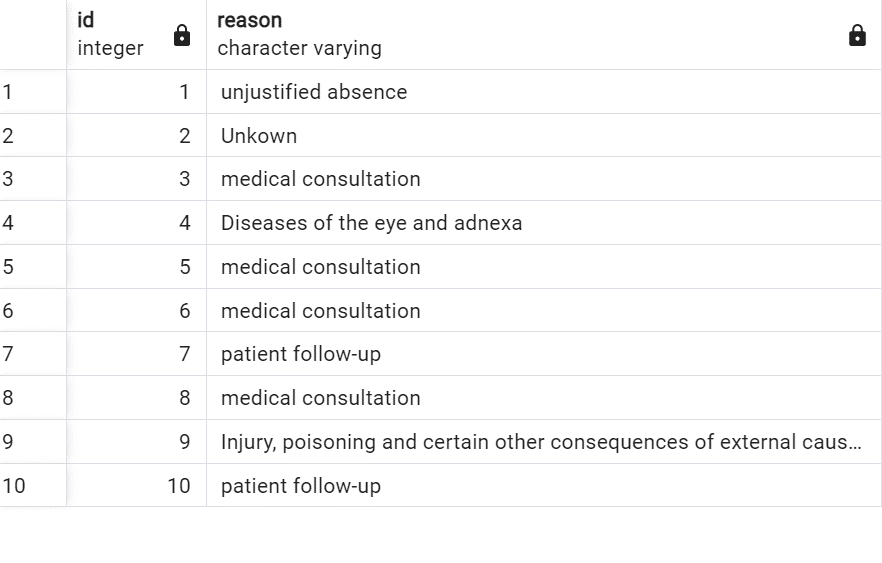 id reason
integer character varying
1 1 unjustified absence
2 2 Unkown
3 3 medical consultation
4 4 Diseases of the eye and adnexa
5 5 medical consultation
6 6 medical consultation
7 7 patient follow-up
8 8 medical consultation
9 9 Injury, poisoning and certain other consequences of external caus...
10 10 patient follow-up